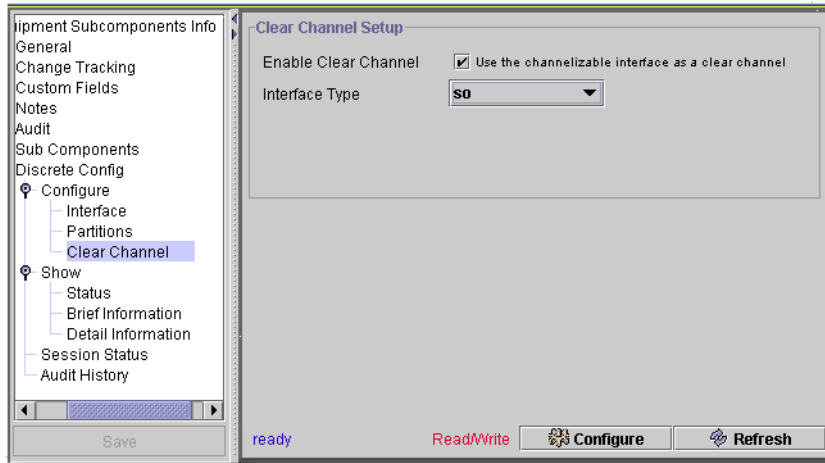 ipment Subcomponents Info
General
Change Tracking
Custom Fields
Notes
Audit
Sub Components
Discrete Config
Configure
Interface
Partitions
Clear Channel
Show
Status
Brief Information
Detail Information
Session Status
Audit History
Save
Clear Channel Setup
Enable Clear Channel
Use the channelizable interface as a clear channel
Interface Type
so
ready
Read/Write
Configure
Refresh